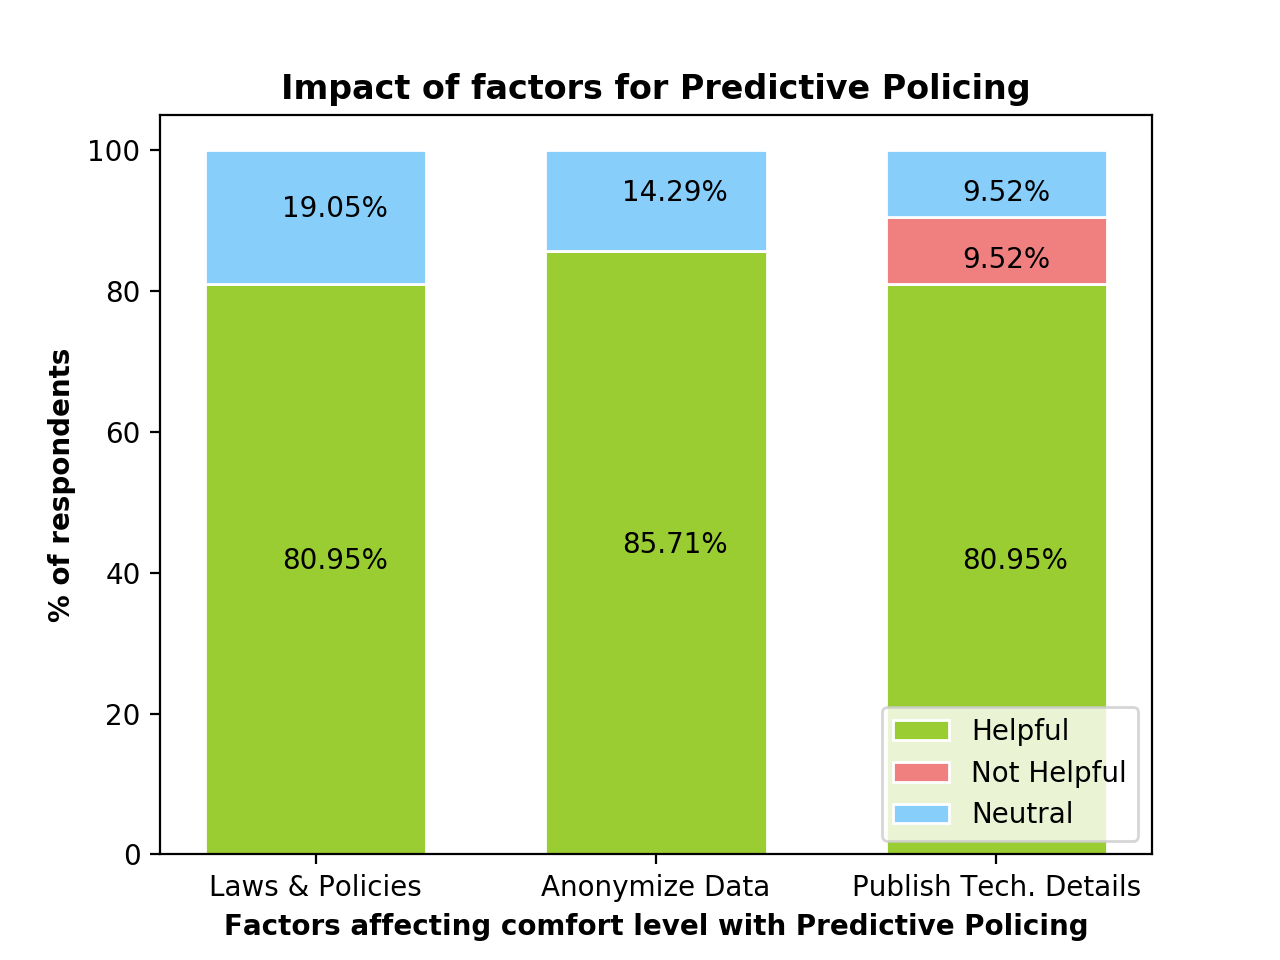 Impact of factors for Predictive Policing
% of respondents
100
80
60
40
20
0
19.05%
14.29%
9.52%
9.52%
80.95%
85.71%
80.95%
Helpful
Not Helpful
Neutral
Laws & Policies
Anonymize Data
Publish Tech. Details
Factors affecting comfort level with Predictive Policing